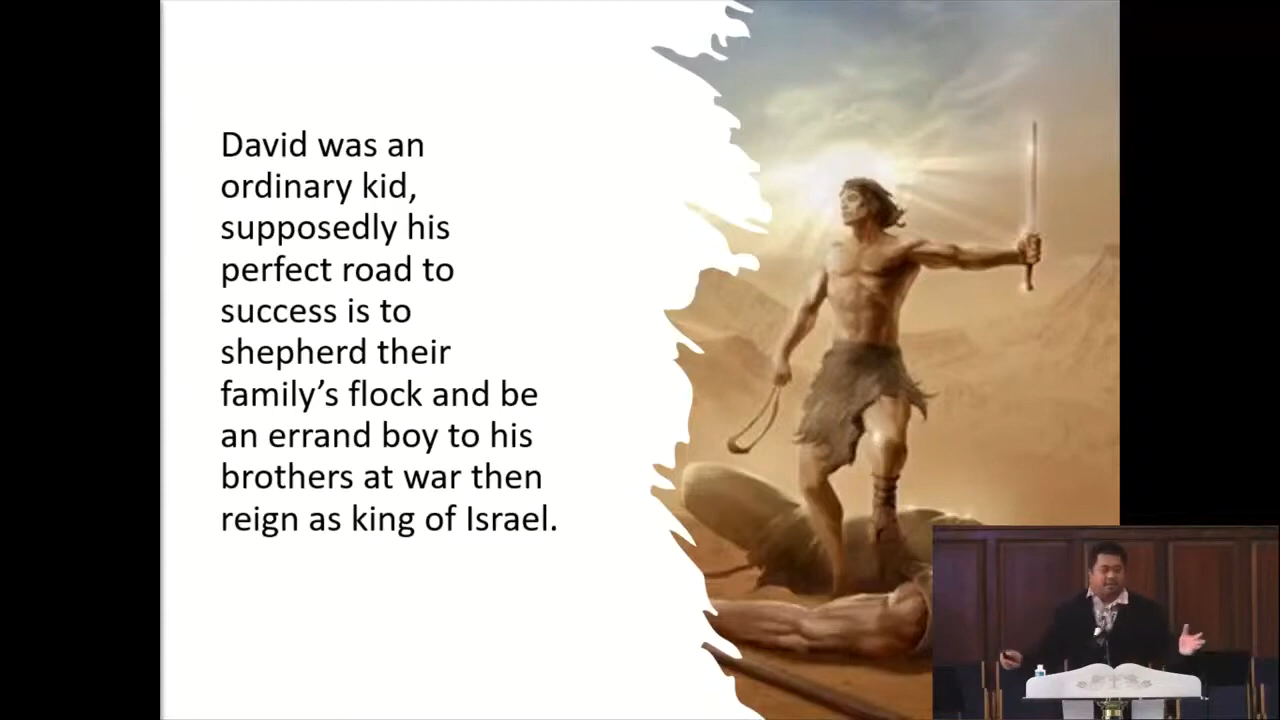 David was an
ordinary kid,
supposedly his
perfect road to
success is to
shepherd their
family’s flock and be
an errand boy to his
brothers at war then
reign as king of Israel.